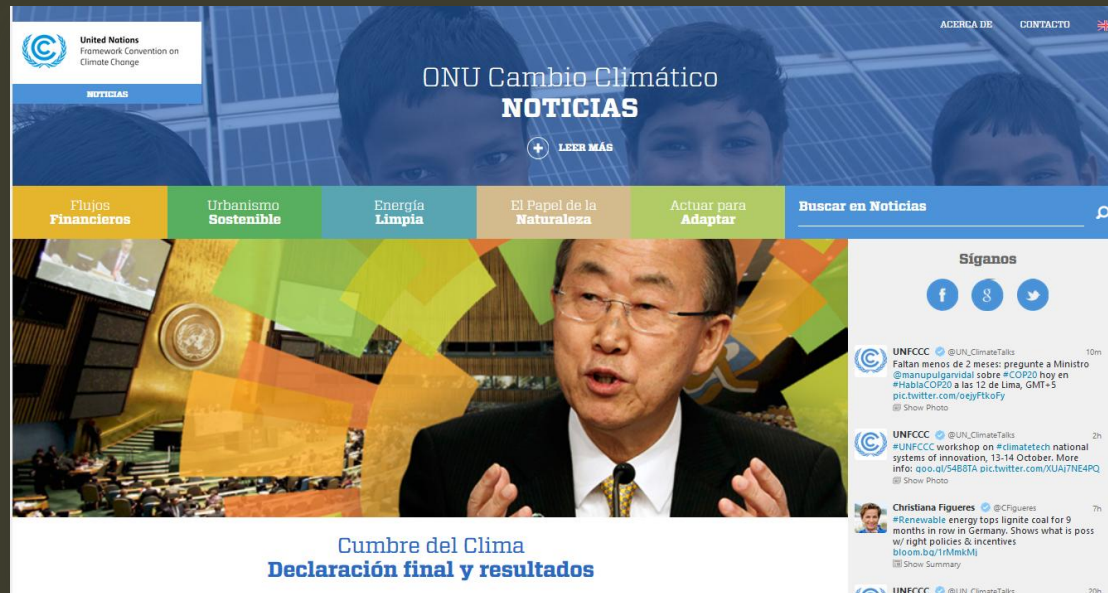 United Nations
Framework Convention on
Climate Change
NOTICIAS
ACERCA DE CONTACTO
ONU Cambio Climático
NOTICIAS
LEER MÁS
Flujos
Financieros
Urbanismo
Sostenible
Energía
Limpia
El Papel de la
Naturaleza
Actuar para
Adaptar
Buscar en Noticias
Cumbre del Clima
Declaración final y resultados
Síganos
UNFCCC @UN_ClimateTalks 10m
Faltan menos de 2 meses: pregunte a Ministro
@manupulgarvidal sobre #COP20 hoy en
#HablaCOP20 a las 12 de Lima, GMT+5
pic.twitter.com/oejyFtkoFy
Show Photo
UNFCCC @UN_ClimateTalks 2h
#UNFCCC workshop on #climatetech national
systems of innovation, 13-14 October. More
info: goo.gl/54B8TA pic.twitter.com/XUAj7NE4PQ
Show Photo
Christiana Figueres @CFigueres 7h
#Renewable energy tops lignite coal for 9
months in row in Germany. Shows what is poss
w/ right policies & incentives
bloom.bg/1rMmkMj
Show Summary
UNFCCC @UN_ClimateTalks 20h